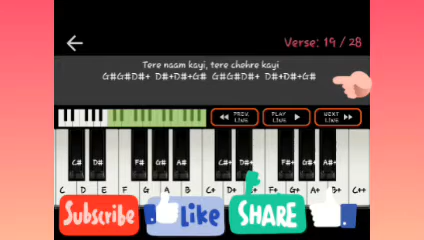 Verse: 19 / 28
Tere naam kayi, tere chehre kayi
G#G#D#+ D#+D#+G# G#G#D#+ D#+D#+G#
PREV. LINE
PLAY LINE
NEXT LINE
C# D# F# G# A# C#+ D#+ F#+ G#+ A#+
C D E F G A B C+ D+ F+ G+ A+ B+ C++
Subscribe Like SHARE